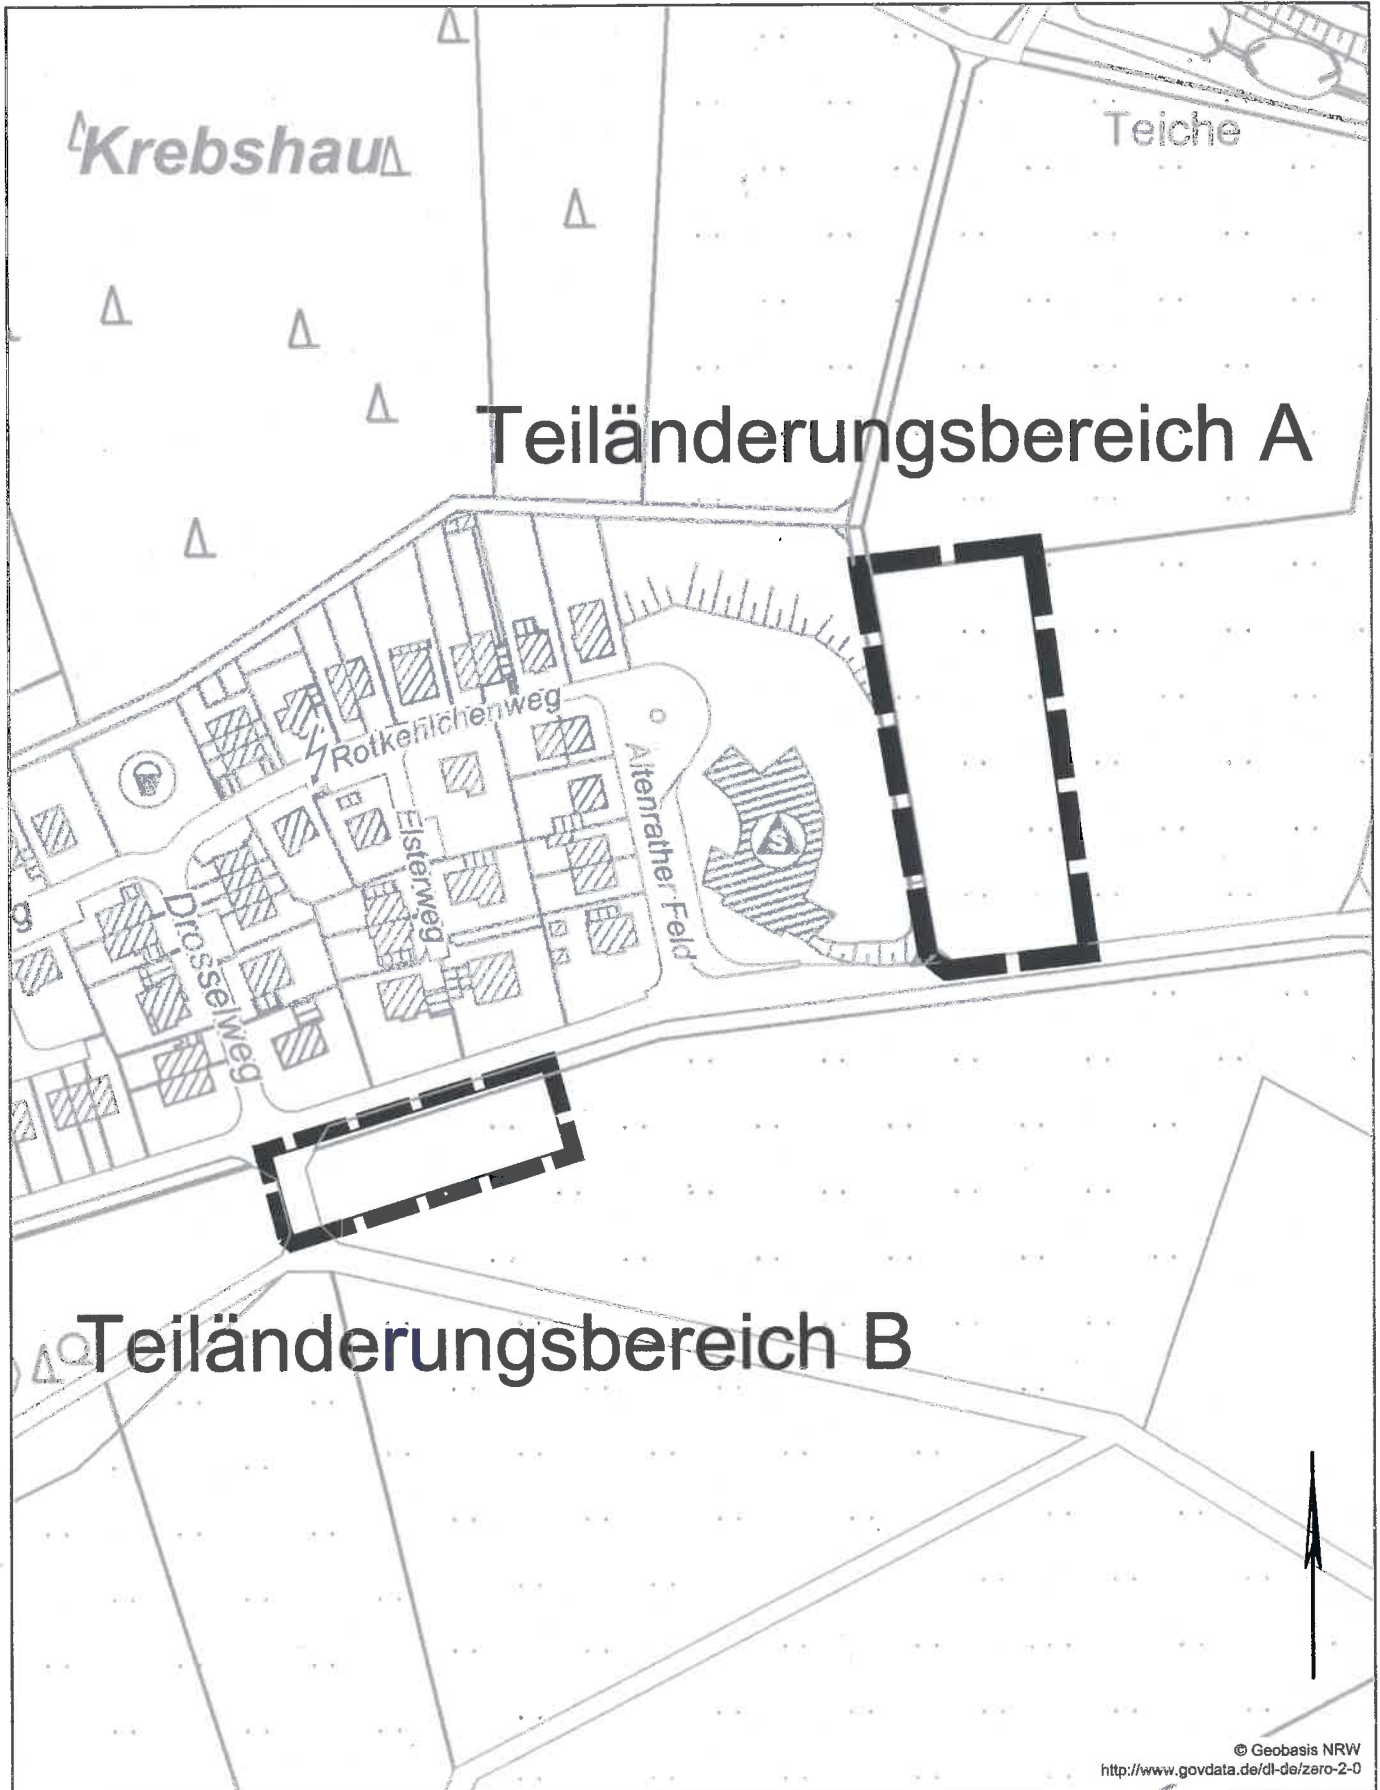 Krebshau
Teiche
Teiländerungsbereich A
Rotkehlchenweg
Altenrather Feld
Elsterweg
S
g
Drosselweg
Teiländerungsbereich B
© Geobasis NRW
http://www.govdata.de/dl-de/zero-2-0